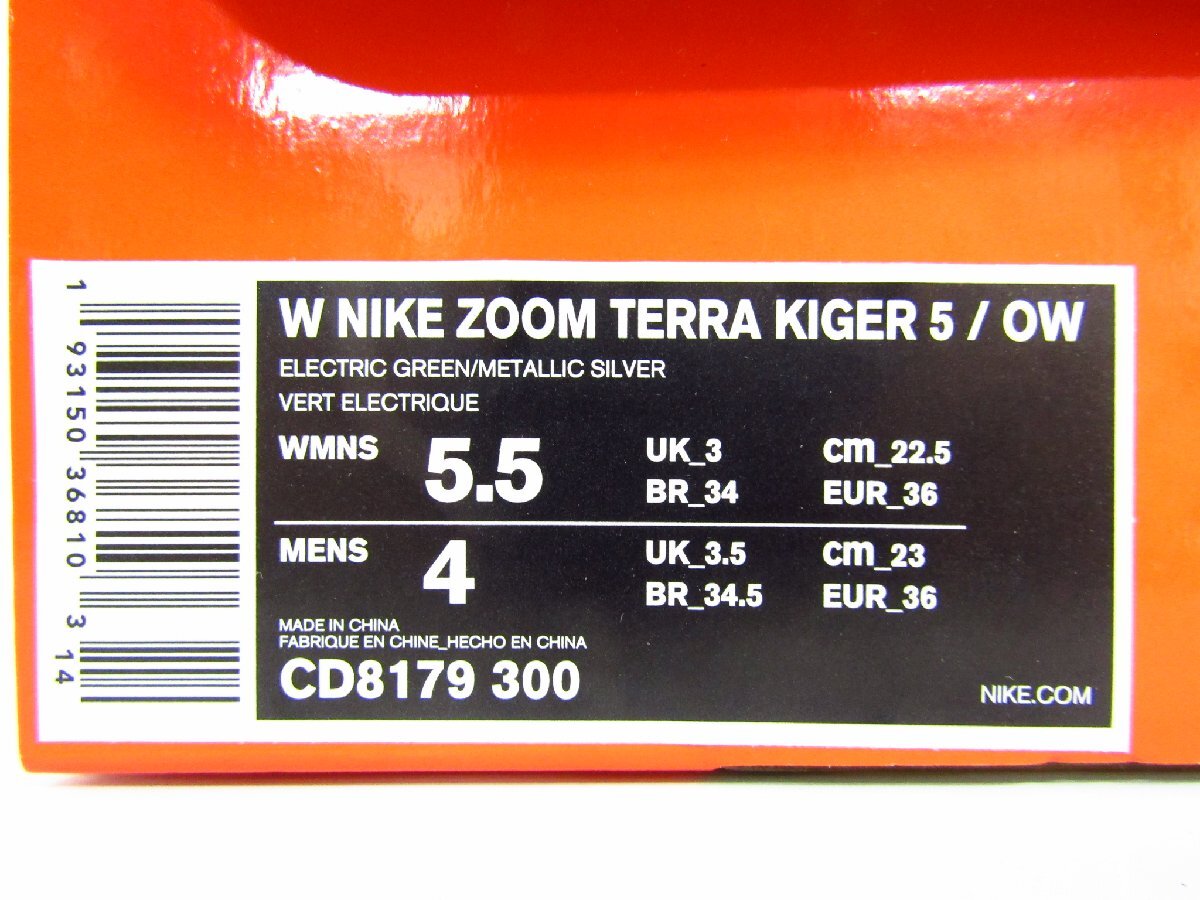 W NIKE ZOOM TERRA KIGER 5 / OW
ELECTRIC GREEN/METALLIC SILVER
VERT ELECTRIQUE
WMNS 5.5 UK_3 cm_22.5
BR_34 EUR_36
MENS 4 UK_3.5 cm_23
BR_34.5 EUR_36
MADE IN CHINA
FABRIQUE EN CHINE_HECHO EN CHINA
CD8179 300
NIKE.COM
1 93150 36810 3 14